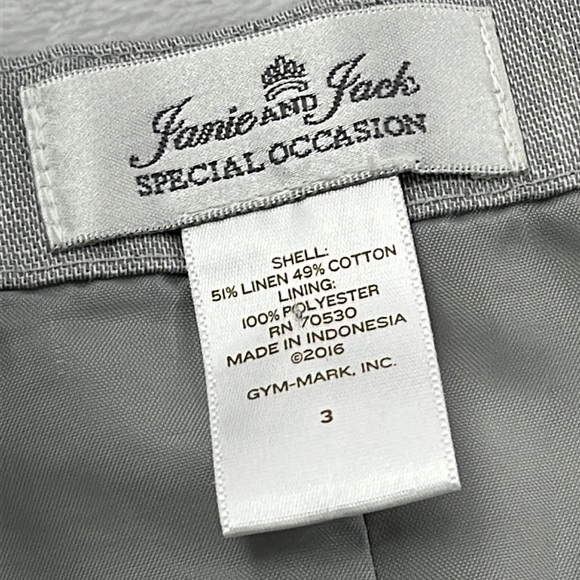 Janie AND Jack
SPECIAL OCCASION
SHELL:
51% LINEN 49% COTTON
LINING:
100% POLYESTER
RN 70530
MADE IN INDONESIA
©2016
GYM-MARK, INC.
3